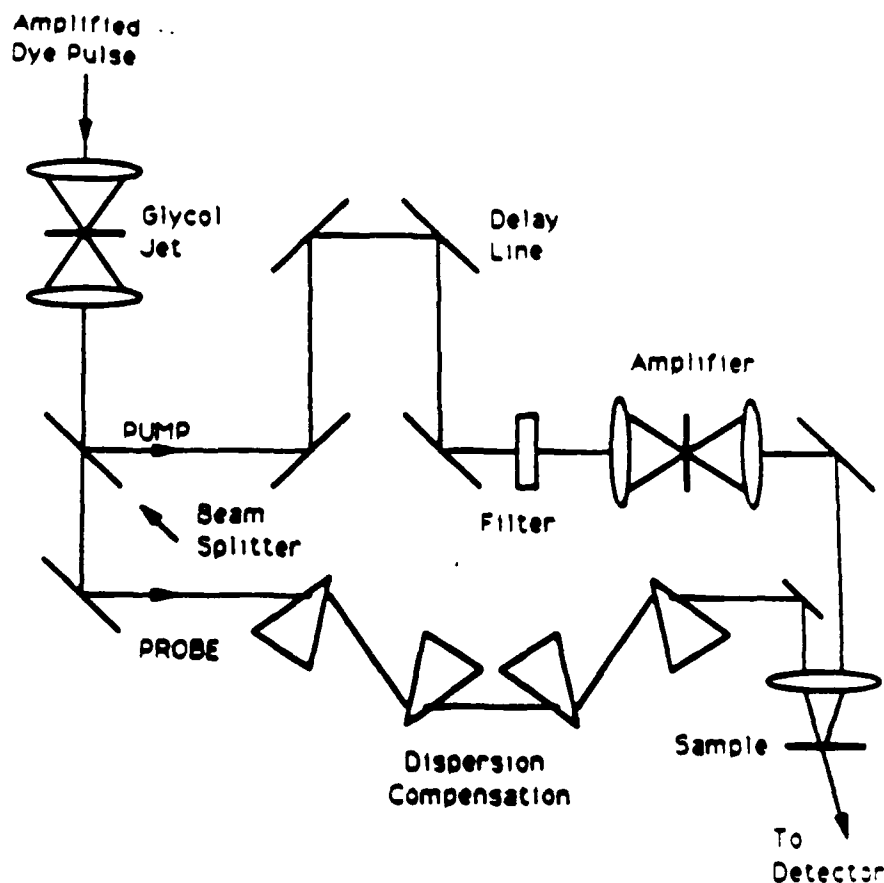 Amplified
Dye Pulse
Glycol
Jet
Delay
Line
Amplifier
PUMP
Beam
Splitter
Filter
PROBE
Dispersion
Compensation
Sample
To
Detector